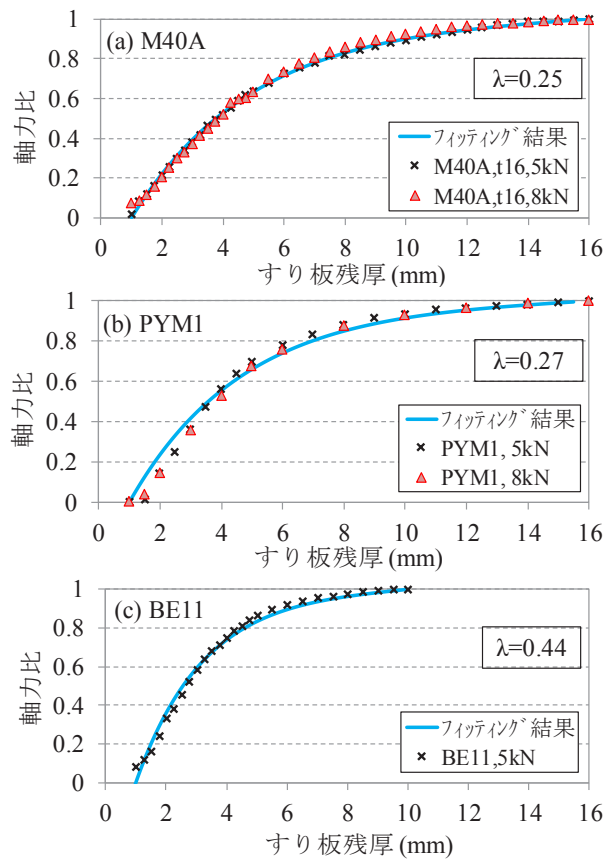 (a) M40A
軸力比
1
0.8
0.6
0.4
0.2
0
λ=0.25
フィッティング結果
M40A,t16,5kN
M40A,t16,8kN
0 2 4 6 8 10 12 14 16
すり板残厚(mm)
(b) PYM1
軸力比
1
0.8
0.6
0.4
0.2
0
λ=0.27
フィッティング結果
PYM1, 5kN
PYM1, 8kN
0 2 4 6 8 10 12 14 16
すり板残厚(mm)
(c) BE11
軸力比
1
0.8
0.6
0.4
0.2
0
λ=0.44
フィッティング結果
BE11,5kN
0 2 4 6 8 10 12 14 16
すり板残厚(mm)